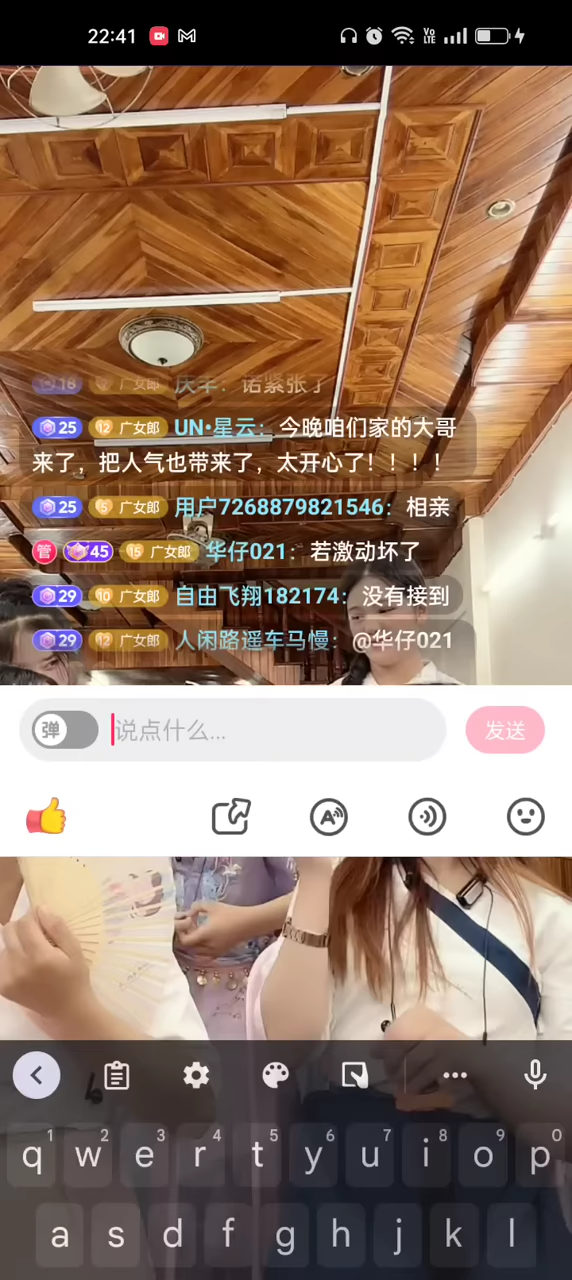 22:41
Vo LTE
18 9 广女郎 庆丰：诺紧张了
25 12 广女郎 UN•星云：今晚咱们家的大哥
来了，把人气也带来了，太开心了！！！！
25 5 广女郎 用户7268879821546：相亲
管 45 15 广女郎 华仔021：若激动坏了
29 10 广女郎 自由飞翔182174：没有接到
29 12 广女郎 人闲路遥车马慢：@华仔021
弹 说点什么... 发送
A
1 2 3 4 5 6 7 8 9 0
q w e r t y u i o p
a s d f g h j k l